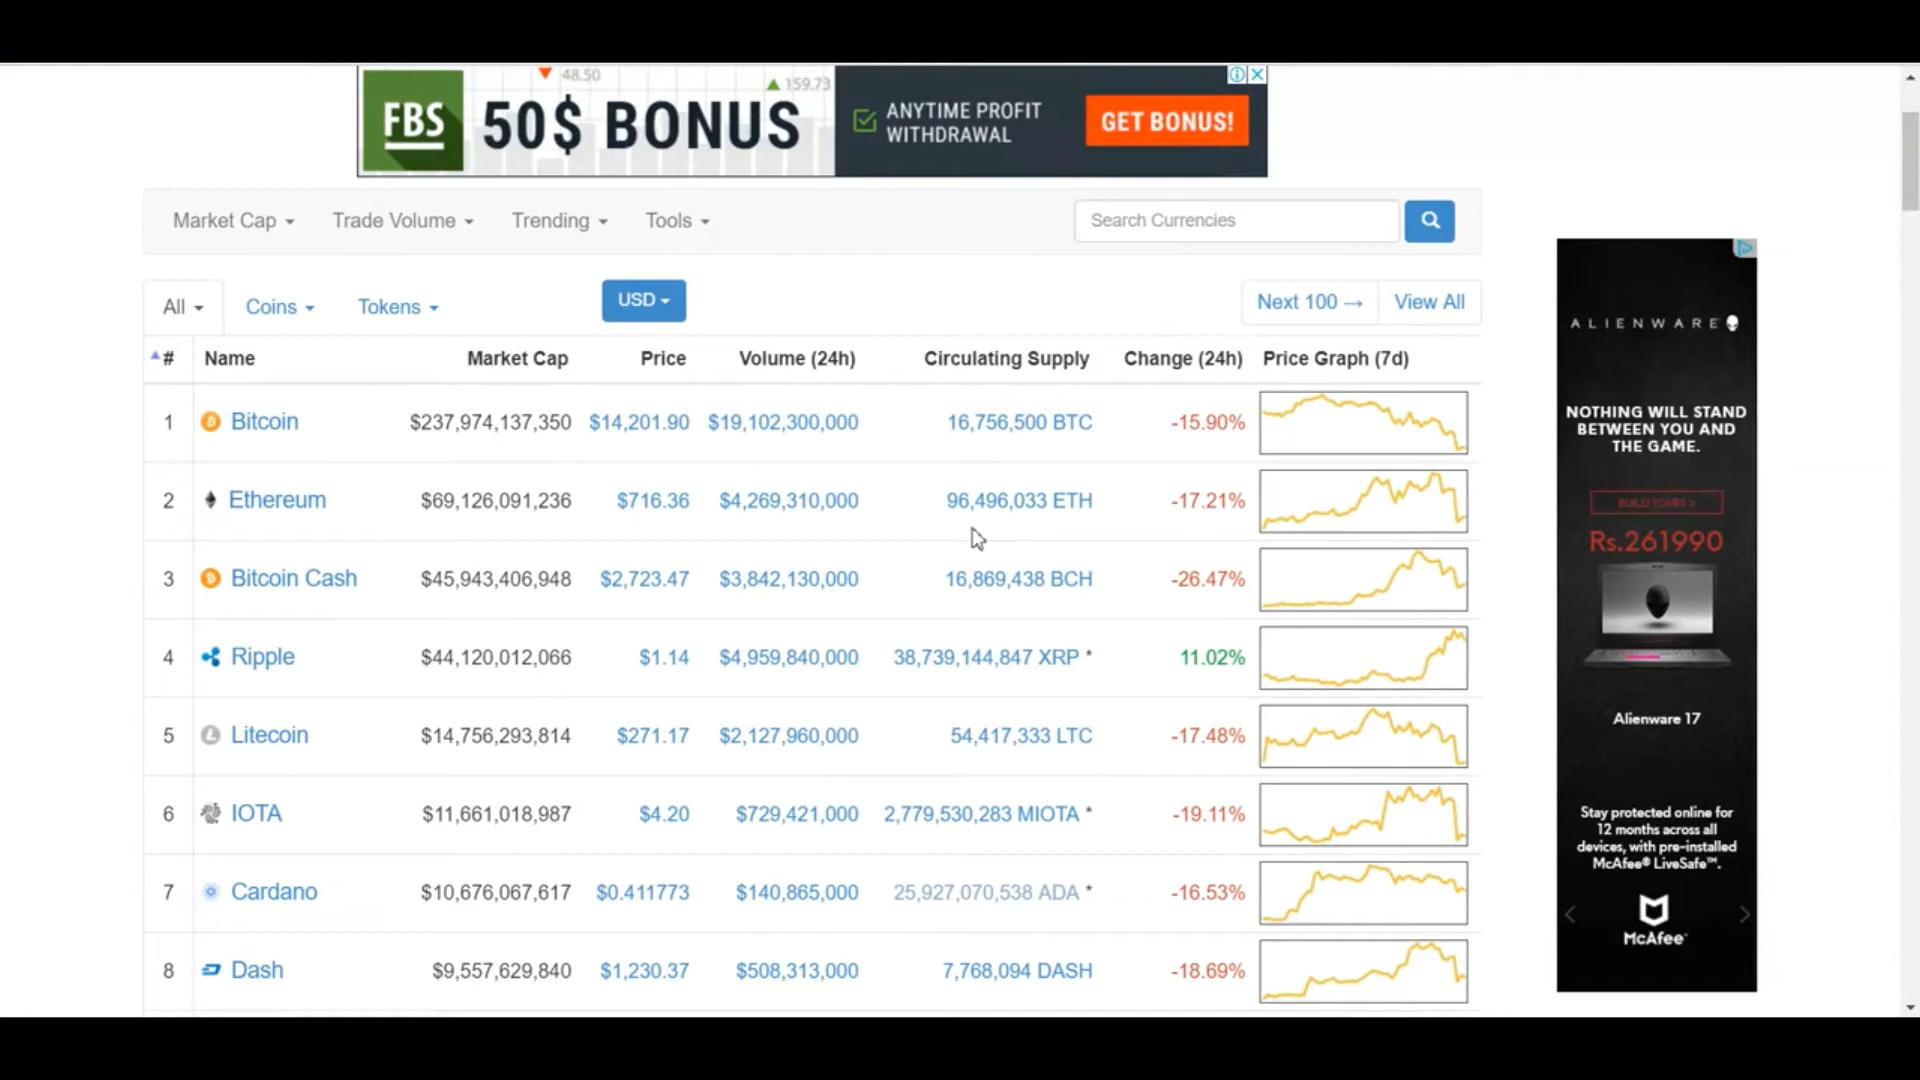 48.50
159.73
FBS
50$ BONUS
ANYTIME PROFIT
WITHDRAWAL
GET BONUS!
Market Cap
Trade Volume
Trending
Tools
Search Currencies
All
Coins
Tokens
USD
Next 100 →
View All
# Name Market Cap Price Volume (24h) Circulating Supply Change (24h) Price Graph (7d)
1 Bitcoin $237,974,137,350 $14,201.90 $19,102,300,000 16,756,500 BTC -15.90%
2 Ethereum $69,126,091,236 $716.36 $4,269,310,000 96,496,033 ETH -17.21%
3 Bitcoin Cash $45,943,406,948 $2,723.47 $3,842,130,000 16,869,438 BCH -26.47%
4 Ripple $44,120,012,066 $1.14 $4,959,840,000 38,739,144,847 XRP * 11.02%
5 Litecoin $14,756,293,814 $271.17 $2,127,960,000 54,417,333 LTC -17.48%
6 IOTA $11,661,018,987 $4.20 $729,421,000 2,779,530,283 MIOTA * -19.11%
7 Cardano $10,676,067,617 $0.411773 $140,865,000 25,927,070,538 ADA * -16.53%
8 Dash $9,557,629,840 $1,230.37 $508,313,000 7,768,094 DASH -18.69%
ALIENWARE
NOTHING WILL STAND
BETWEEN YOU AND
THE GAME.
BUILD YOURS >
Rs.261990
Alienware 17
Stay protected online for
12 months across all
devices, with pre-installed
McAfee® LiveSafe™.
McAfee™